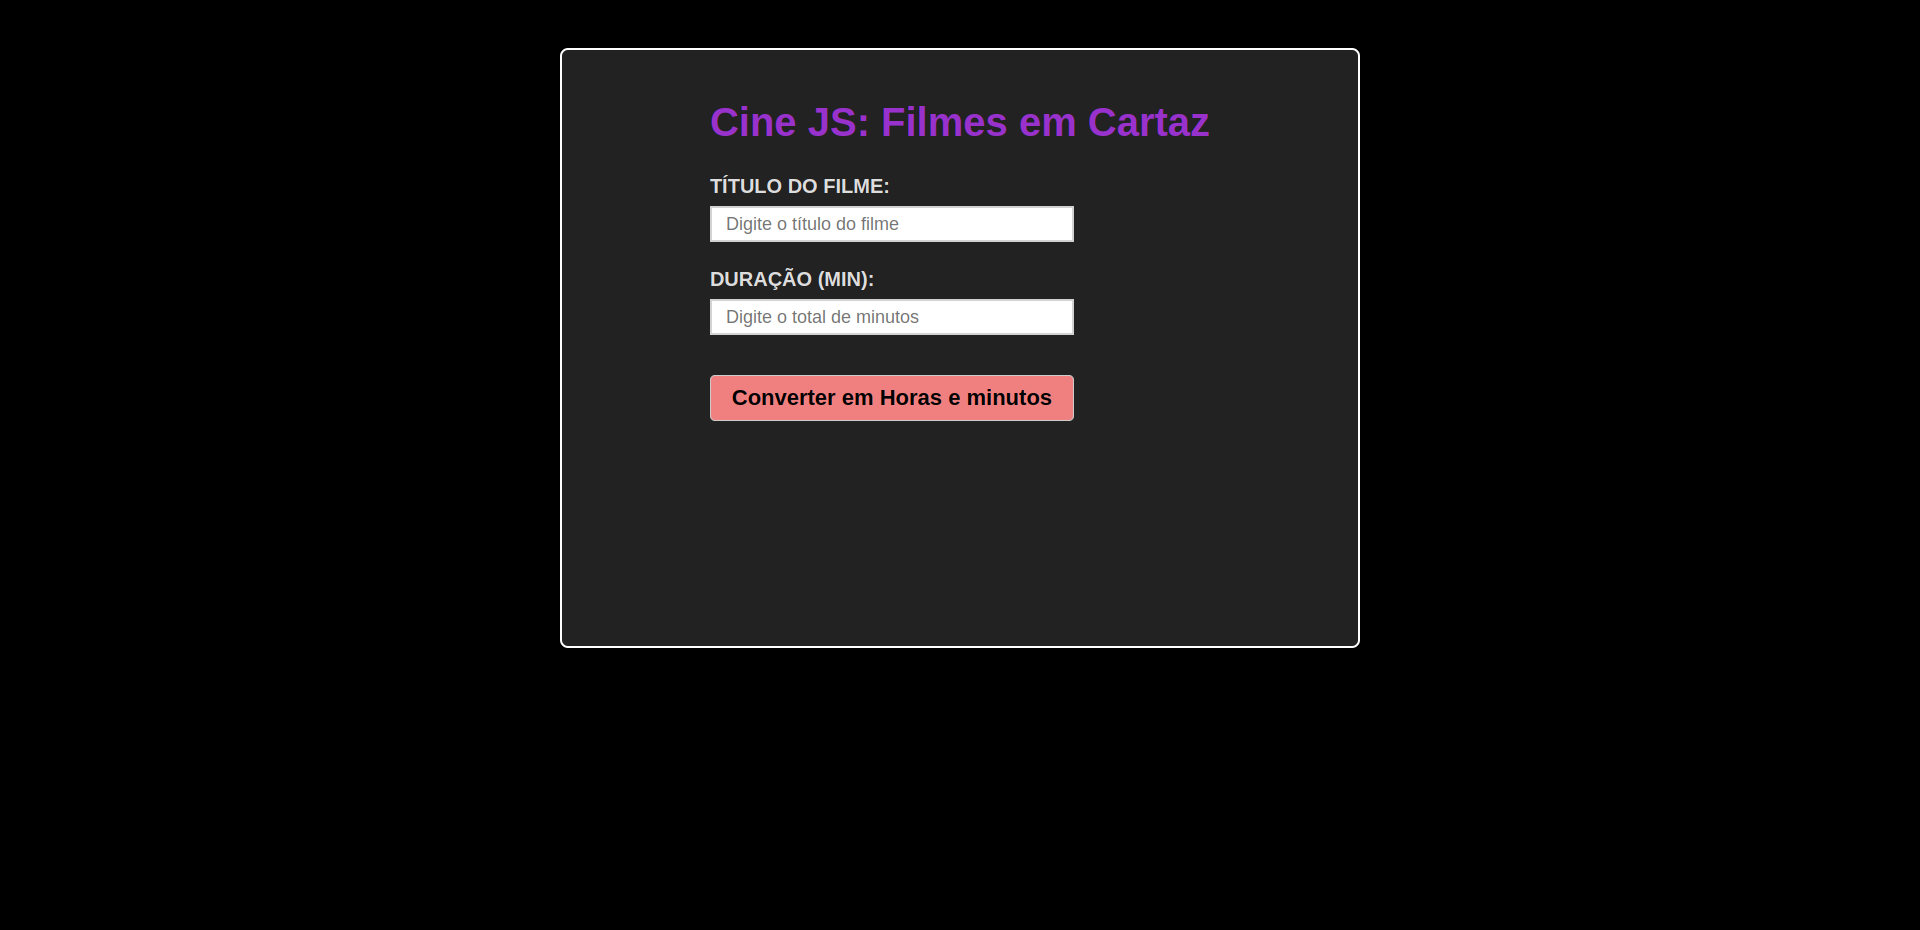 Cine JS: Filmes em Cartaz
TÍTULO DO FILME:
Digite o título do filme
DURAÇÃO (MIN):
Digite o total de minutos
Converter em Horas e minutos